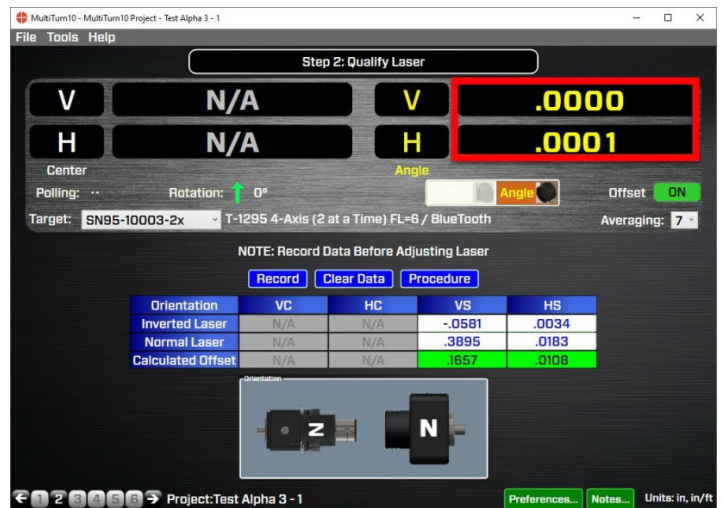 MultiTurn10 - MultiTurn10 Project - Test Alpha 3 - 1
File Tools Help
Step 2: Qualify Laser
V N/A V .0000
H N/A H .0001
Center Angle
Polling: ·· Rotation: 0° Angle Offset ON
Target: SN95-10003-2x T-1295 4-Axis (2 at a Time) FL=6 / BlueTooth Averaging: 7
NOTE: Record Data Before Adjusting Laser
Record Clear Data Procedure
Orientation VC HC VS HS
Inverted Laser N/A N/A -.0581 .0034
Normal Laser N/A N/A .3895 .0183
Calculated Offset N/A N/A .1657 .0108
Orientation
N N
1 2 3 4 5 6 Project:Test Alpha 3 - 1 Preferences... Notes... Units: in, in/ft